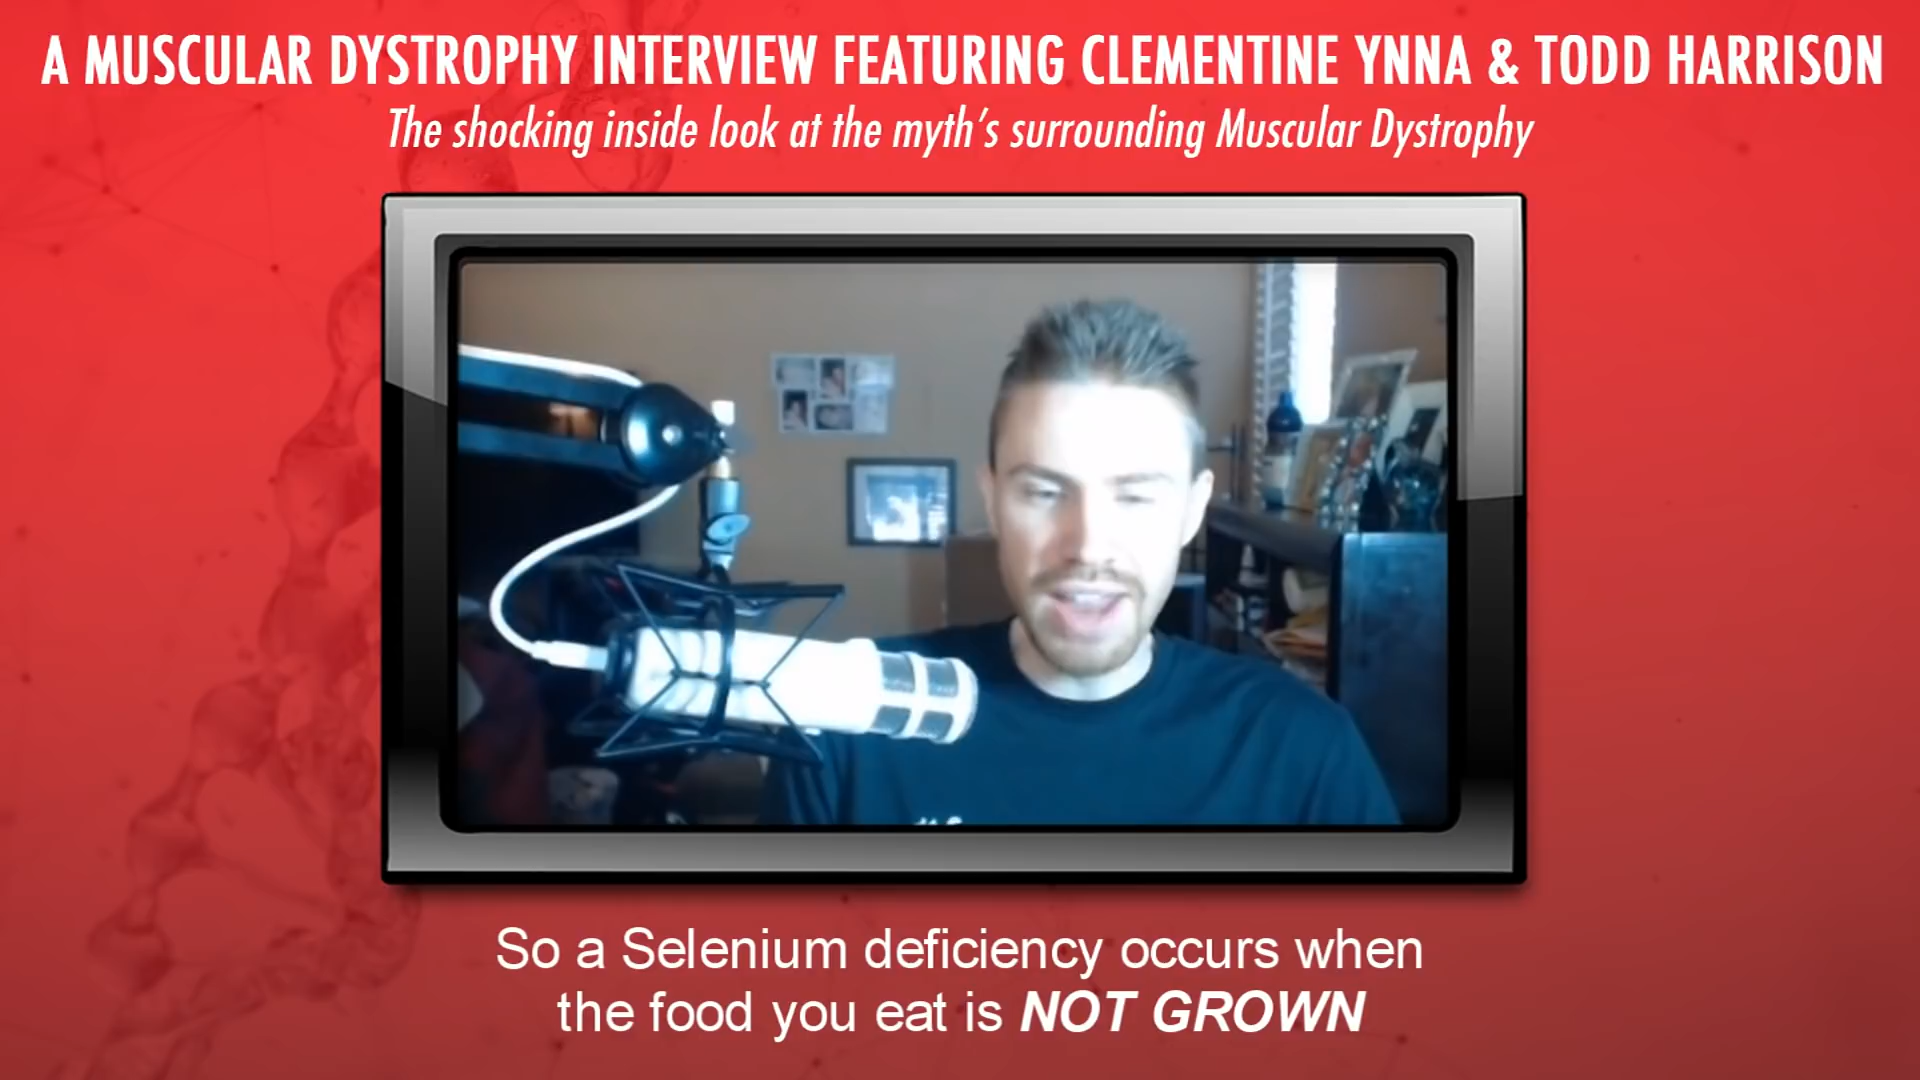 A MUSCULAR DYSTROPHY INTERVIEW FEATURING CLEMENTINE YNNA & TODD HARRISON
The shocking inside look at the myth's surrounding Muscular Dystrophy
So a Selenium deficiency occurs when
the food you eat is NOT GROWN